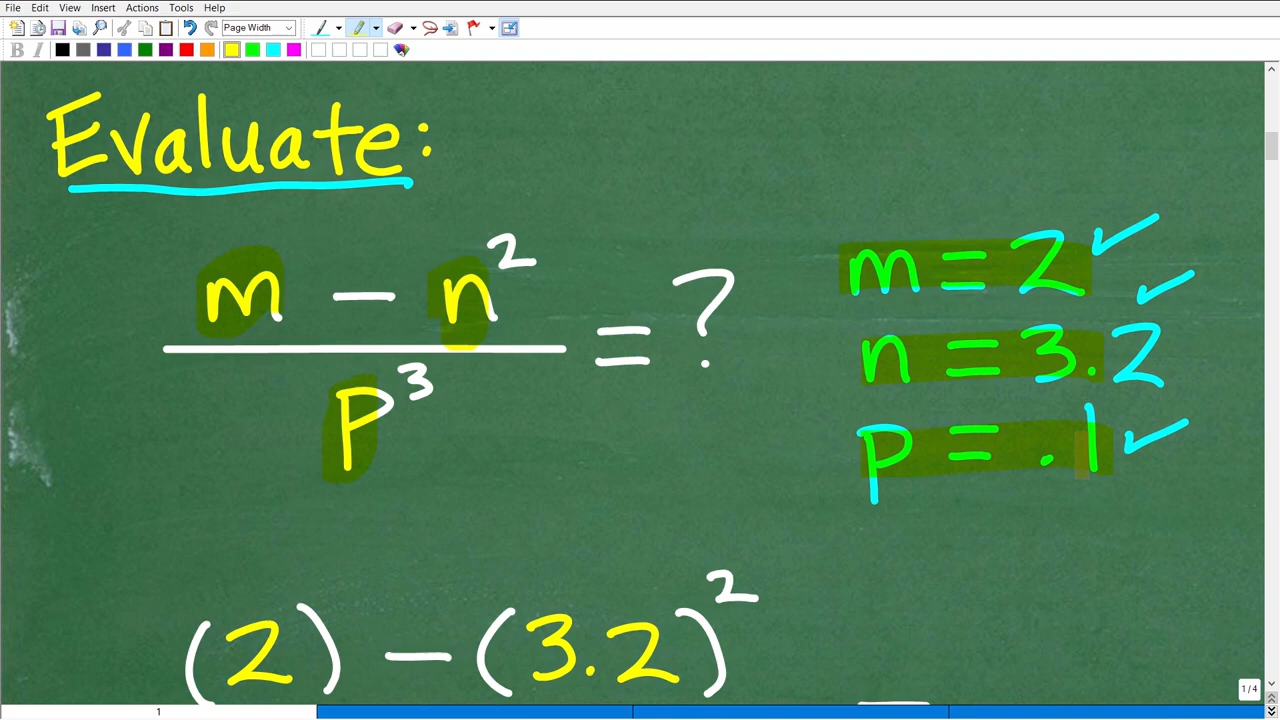 File Edit View Insert Actions Tools Help
Page Width
B I
Evaluate:
m - n² = ?
p³
m = 2 ✓
n = 3.2 ✓
p = .1 ✓
(2) - (3.2)²
1/4
1